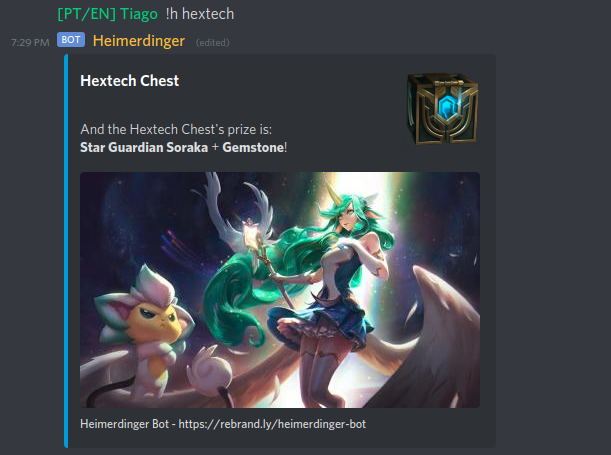 [PT/EN] Tiago !h hextech
7:29 PM BOT Heimerdinger (edited)
Hextech Chest
And the Hextech Chest's prize is:
Star Guardian Soraka + Gemstone!
Heimerdinger Bot - https://rebrand.ly/heimerdinger-bot